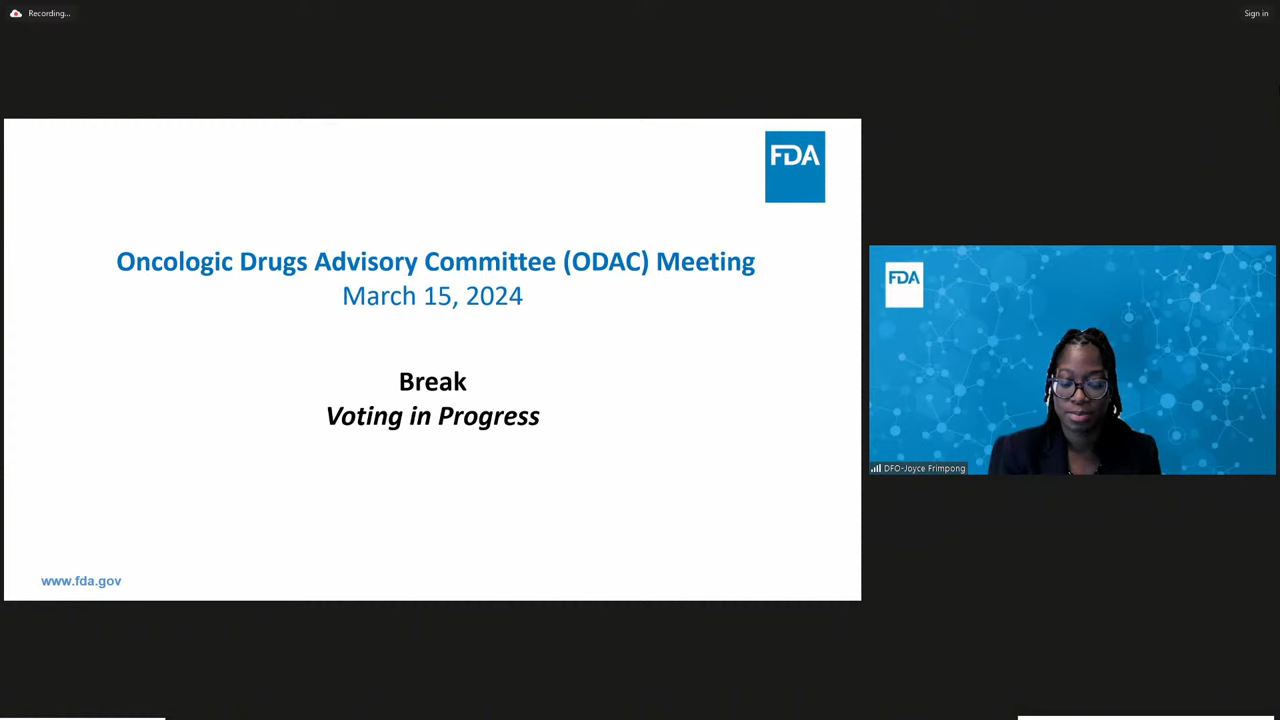 Recording...
Sign in
FDA
Oncologic Drugs Advisory Committee (ODAC) Meeting
March 15, 2024
Break
Voting in Progress
www.fda.gov
FDA
DFO-Joyce Frimpong